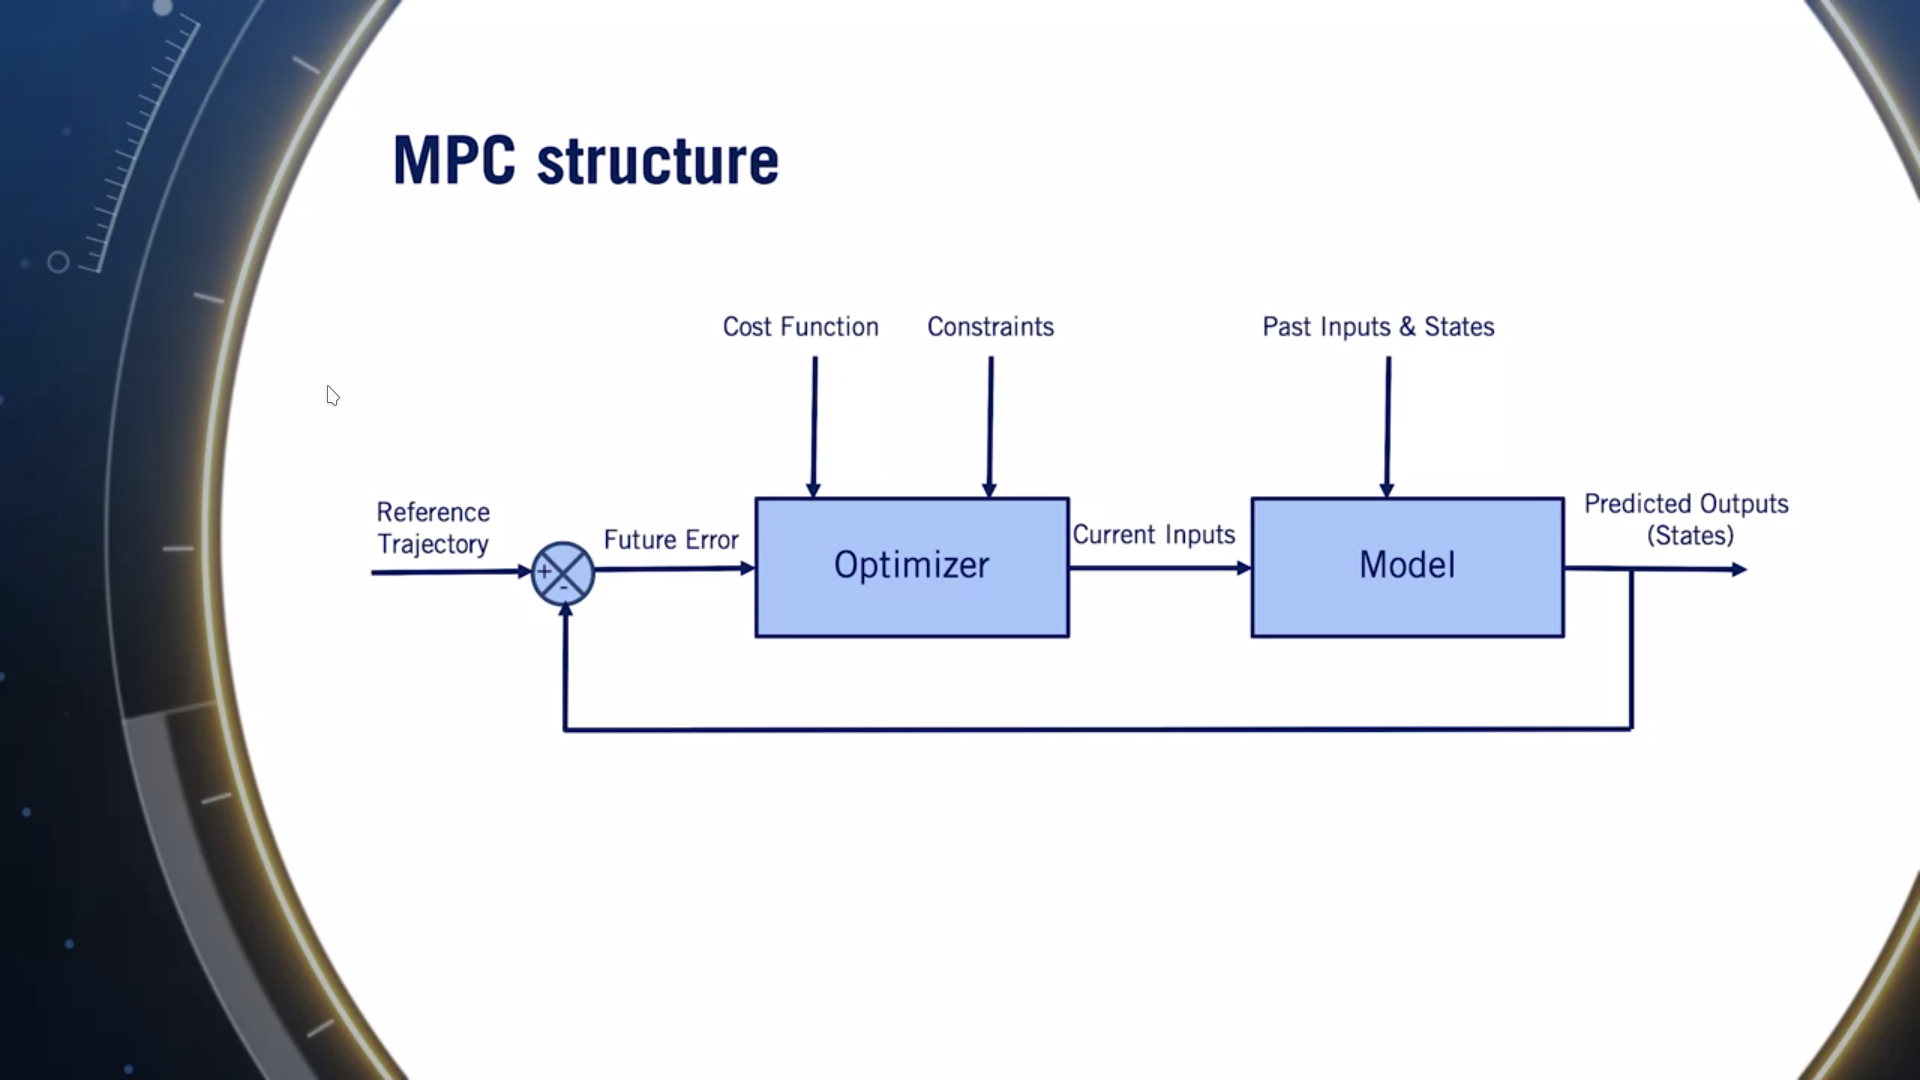 MPC structure
Cost Function
Constraints
Past Inputs & States
Reference
Trajectory
+
-
Future Error
Optimizer
Current Inputs
Model
Predicted Outputs
(States)